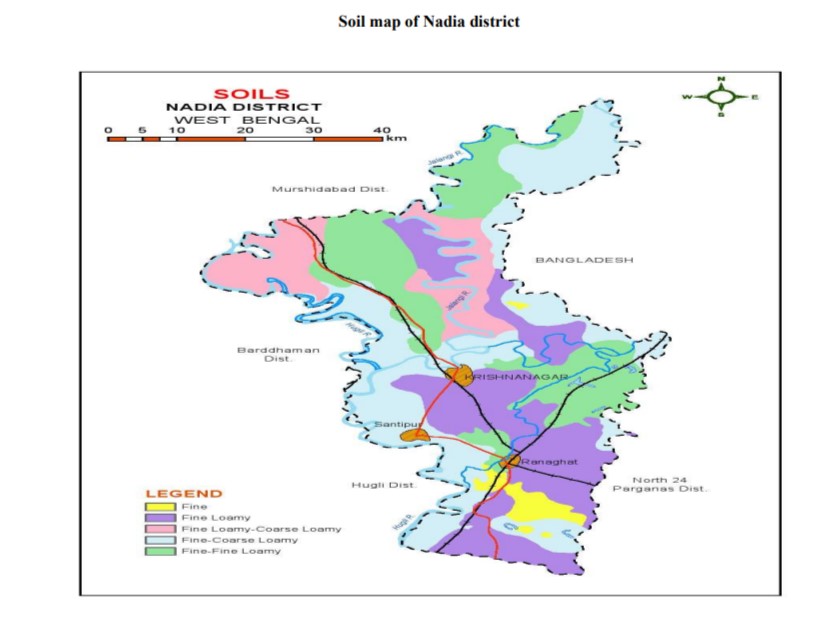 Soil map of Nadia district
SOILS
NADIA DISTRICT
WEST BENGAL
0 5 10 20 30 40
km
N
W E
S
Jalangi R.
Murshidabad Dist.
BANGLADESH
Jalangi R.
Hugli R.
Barddhaman
Dist.
KRISHNANAGAR
Santipur
Ranaghat
Hugli Dist.
North 24
Parganas Dist.
Hugli R.
LEGEND
Fine
Fine Loamy
Fine Loamy-Coarse Loamy
Fine-Coarse Loamy
Fine-Fine Loamy